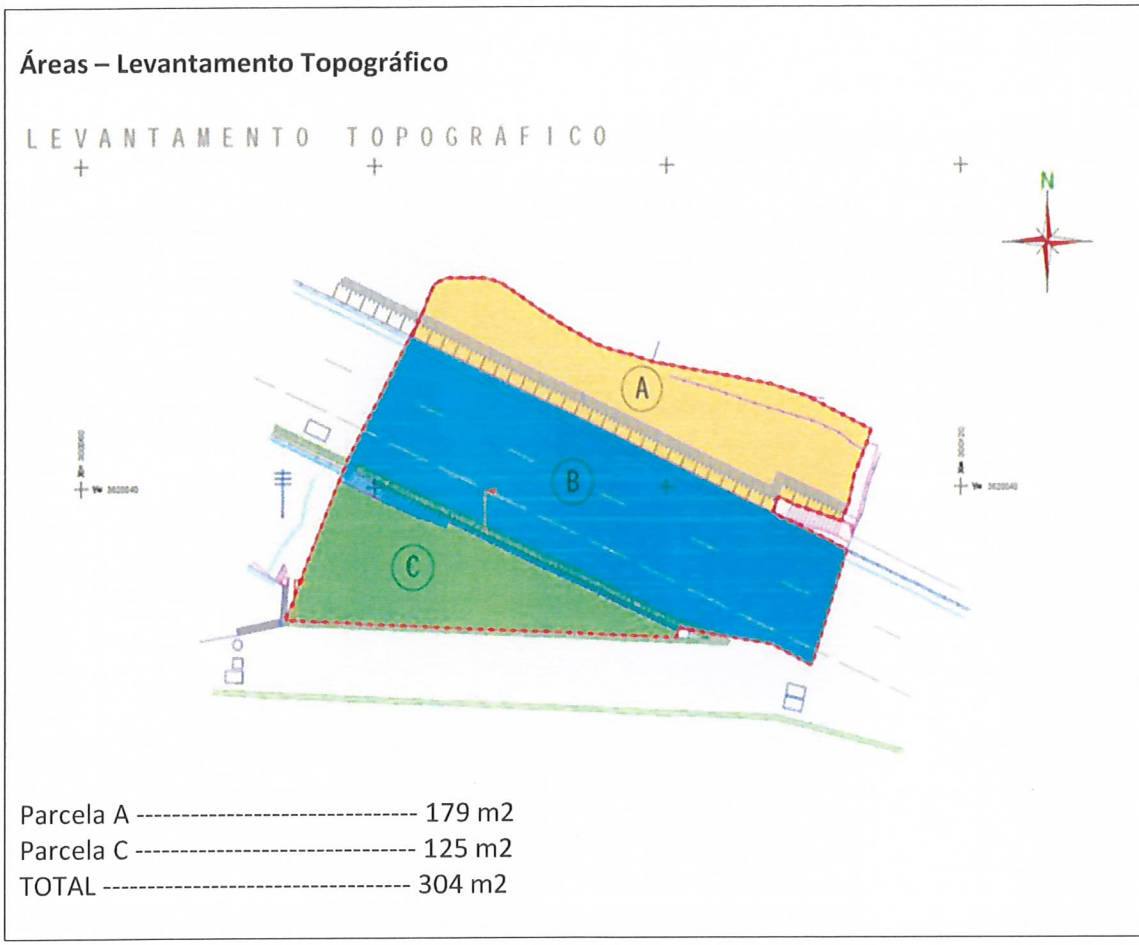 Áreas – Levantamento Topográfico
LEVANTAMENTO TOPOGRÁFICO
N
A
B
C
Parcela A -------------------------------- 179 m2
Parcela C -------------------------------- 125 m2
TOTAL ----------------------------------- 304 m2